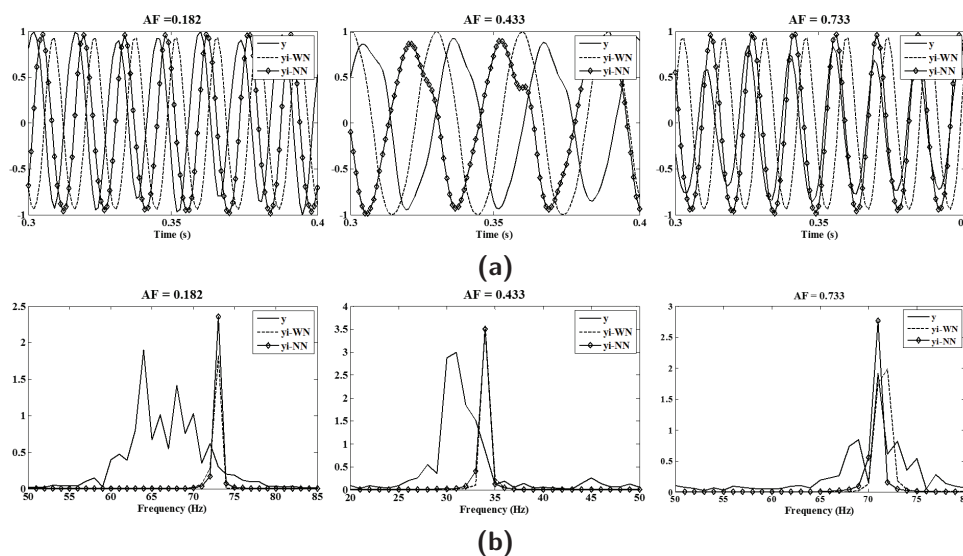 AF =0.182
1
0.5
0
-0.5
-1
0.3
0.35
0.4
Time (s)
y
yi-WN
yi-NN
AF = 0.433
1
0.5
0
-0.5
-1
0.3
0.35
0.4
Time (s)
y
yi-WN
yi-NN
AF = 0.733
1
0.5
0
-0.5
-1
0.3
0.35
0
Time (s)
y
yi-WN
yi-NN
(a)
AF = 0.182
2.5
2
1.5
1
0.5
0
50
55
60
65
70
75
80
85
Frequency (Hz)
y
yi-WN
yi-NN
AF = 0.433
4
3.5
3
2.5
2
1.5
1
0.5
0
20
25
30
35
40
45
50
Frequency (Hz)
y
yi-WN
yi-NN
AF = 0.733
3
2.5
2
1.5
1
0.5
0
50
55
60
65
70
75
80
Frequency (Hz)
y
yi-WN
yi-NN
(b)